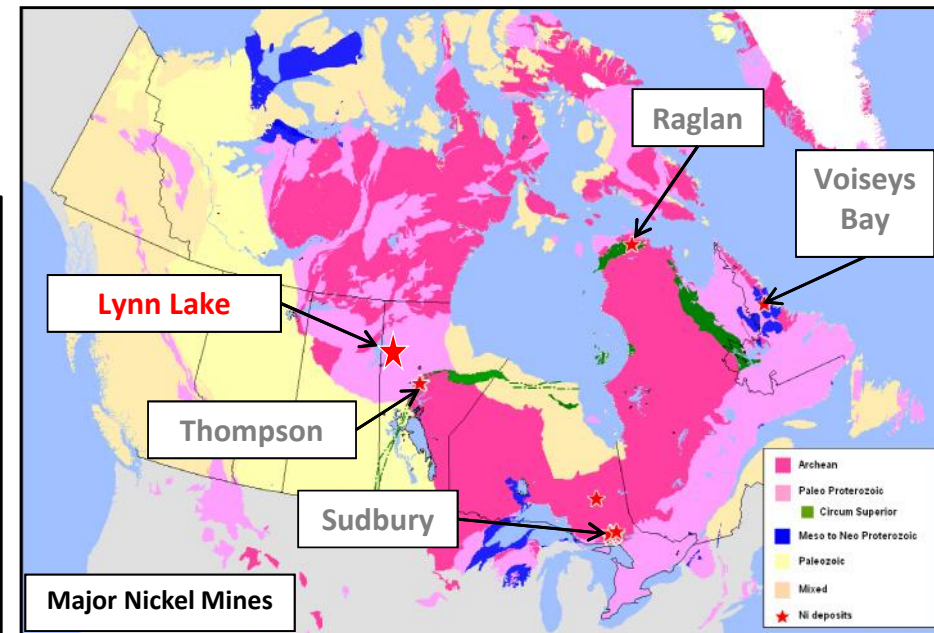 Raglan
Voiseys
Bay
Lynn Lake
Thompson
Sudbury
Major Nickel Mines
Archean
Paleo Proterozoic
Circum Superior
Meso to Neo Proterozoic
Paleozoic
Mixed
Ni deposits